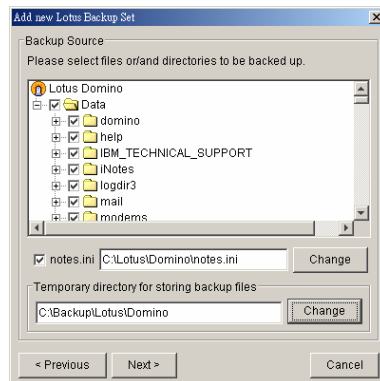 Add new Lotus Backup Set
Backup Source
Please select files or/and directories to be backed up.
Lotus Domino
Data
domino
help
IBM_TECHNICAL_SUPPORT
iNotes
logdir3
mail
modems
notes.ini C:\Lotus\Domino\notes.ini Change
Temporary directory for storing backup files
C:\Backup\Lotus\Domino Change
< Previous Next > Cancel